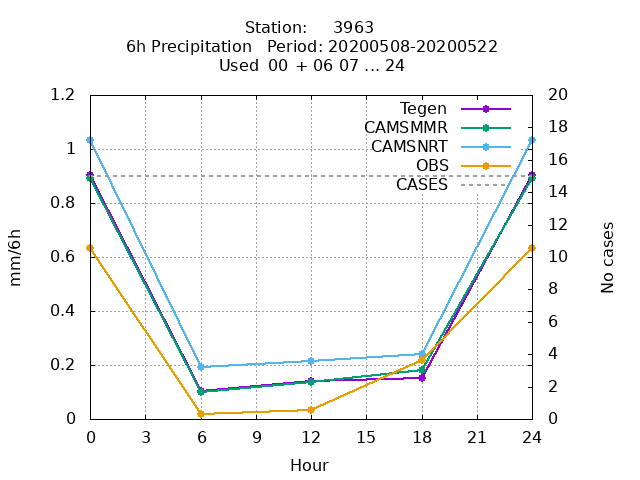 Station: 3963
6h Precipitation Period: 20200508-20200522
Used 00 + 06 07 ... 24
1.2
1
0.8
0.6
0.4
0.2
0
20
18
16
14
12
10
8
6
4
2
0
Tegen
CAMSMMR
CAMSNRT
OBS
CASES
mm/6h
No cases
0 3 6 9 12 15 18 21 24
Hour